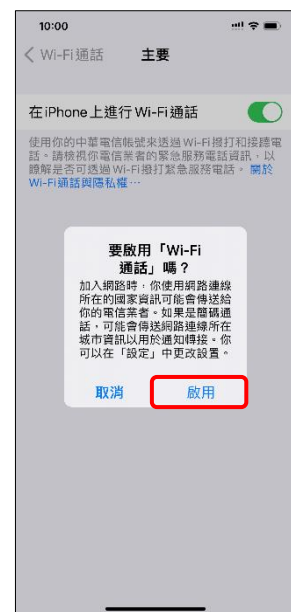 10:00
Wi-Fi通話 主要
在iPhone上進行Wi-Fi通話
使用你的中華電信帳號來透過Wi-Fi撥打和接聽電
話。請檢視你電信業者的緊急服務電話資訊，以
瞭解是否可透過Wi-Fi撥打緊急服務電話。關於
Wi-Fi通話與隱私權…
要啟用「Wi-Fi
通話」嗎？
加入網路時，你使用網路連線
所在的國家資訊可能會傳送給
你的電信業者。如果是簡碼通
話，可能會傳送網路連線所在
城市資訊以用於通知轉接。你
可以在「設定」中更改設置。
取消 啟用